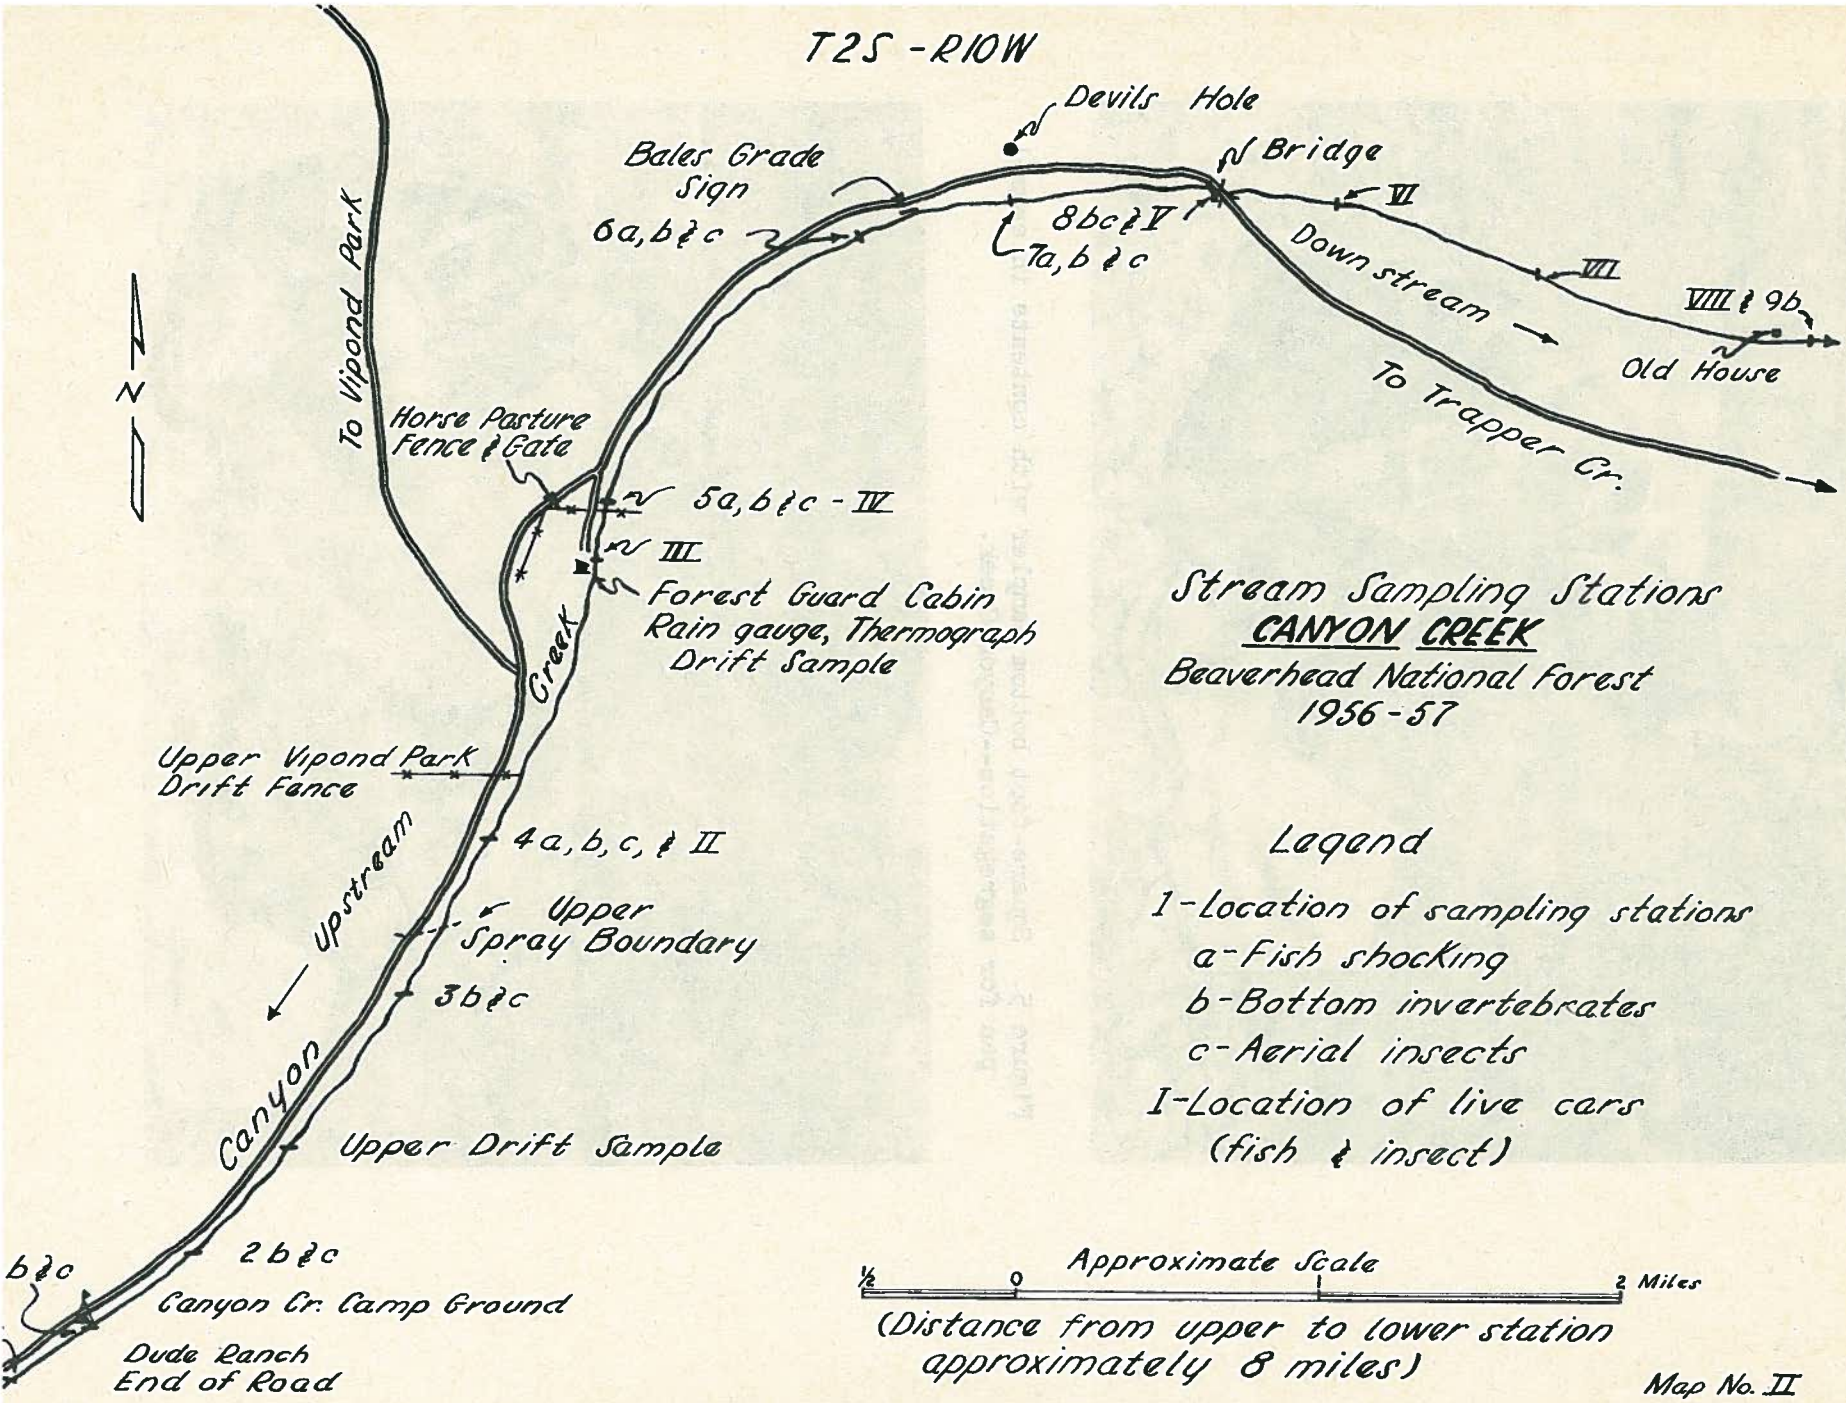 T2S - R10W
Devils Hole
Bales Grade
Sign
Bridge
6a, b & c
8bc & V
7a, b & c
VI
VII
VIII & 9b
Down stream
Old House
To Trapper Cr.
To Vipond Park
N
Horse Pasture
Fence & Gate
5a, b & c - IV
III
Forest Guard Cabin
Rain gauge, Thermograph
Drift Sample
Stream Sampling Stations
CANYON CREEK
Beaverhead National Forest
1956-57
Upper Vipond Park
Drift Fence
4a, b, c, & II
Upstream
Upper
Spray Boundary
3b & c
Canyon Creek
Upper Drift Sample
2b & c
b & c
Canyon Cr. Camp Ground
Dude Ranch
End of Road
Legend
1-Location of sampling stations
a-Fish shocking
b-Bottom invertebrates
c-Aerial insects
I-Location of live cars
(fish & insect)
Approximate Scale
½ 0 1 2 Miles
(Distance from upper to lower station
approximately 8 miles)
Map No. II